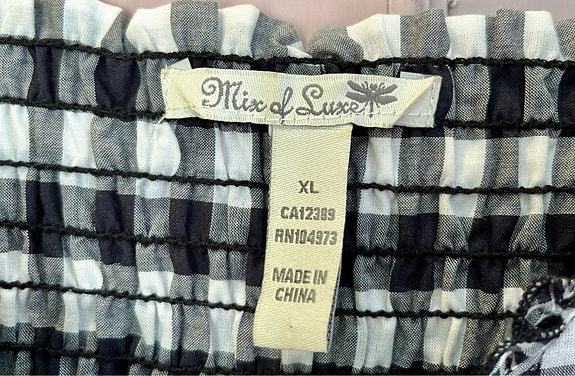 Mix of Luxe
XL
CA12389
RN104973
MADE IN
CHINA